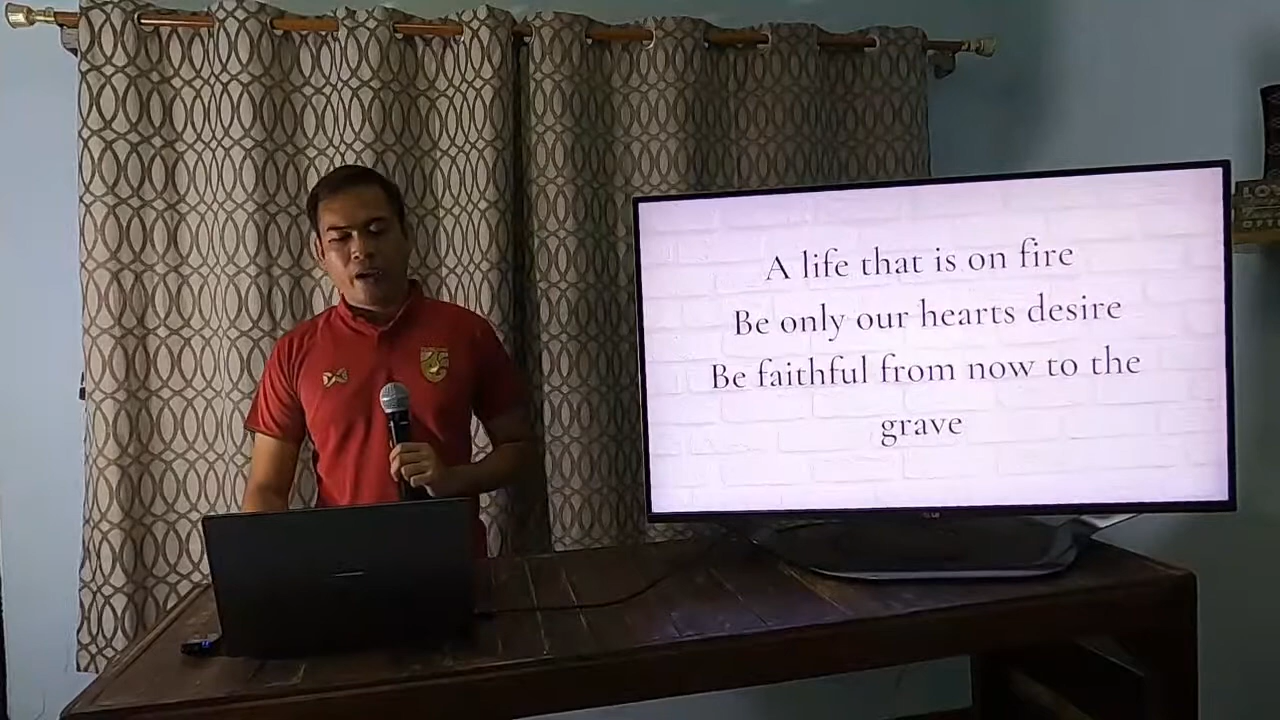 A life that is on fire
Be only our hearts desire
Be faithful from now to the
grave